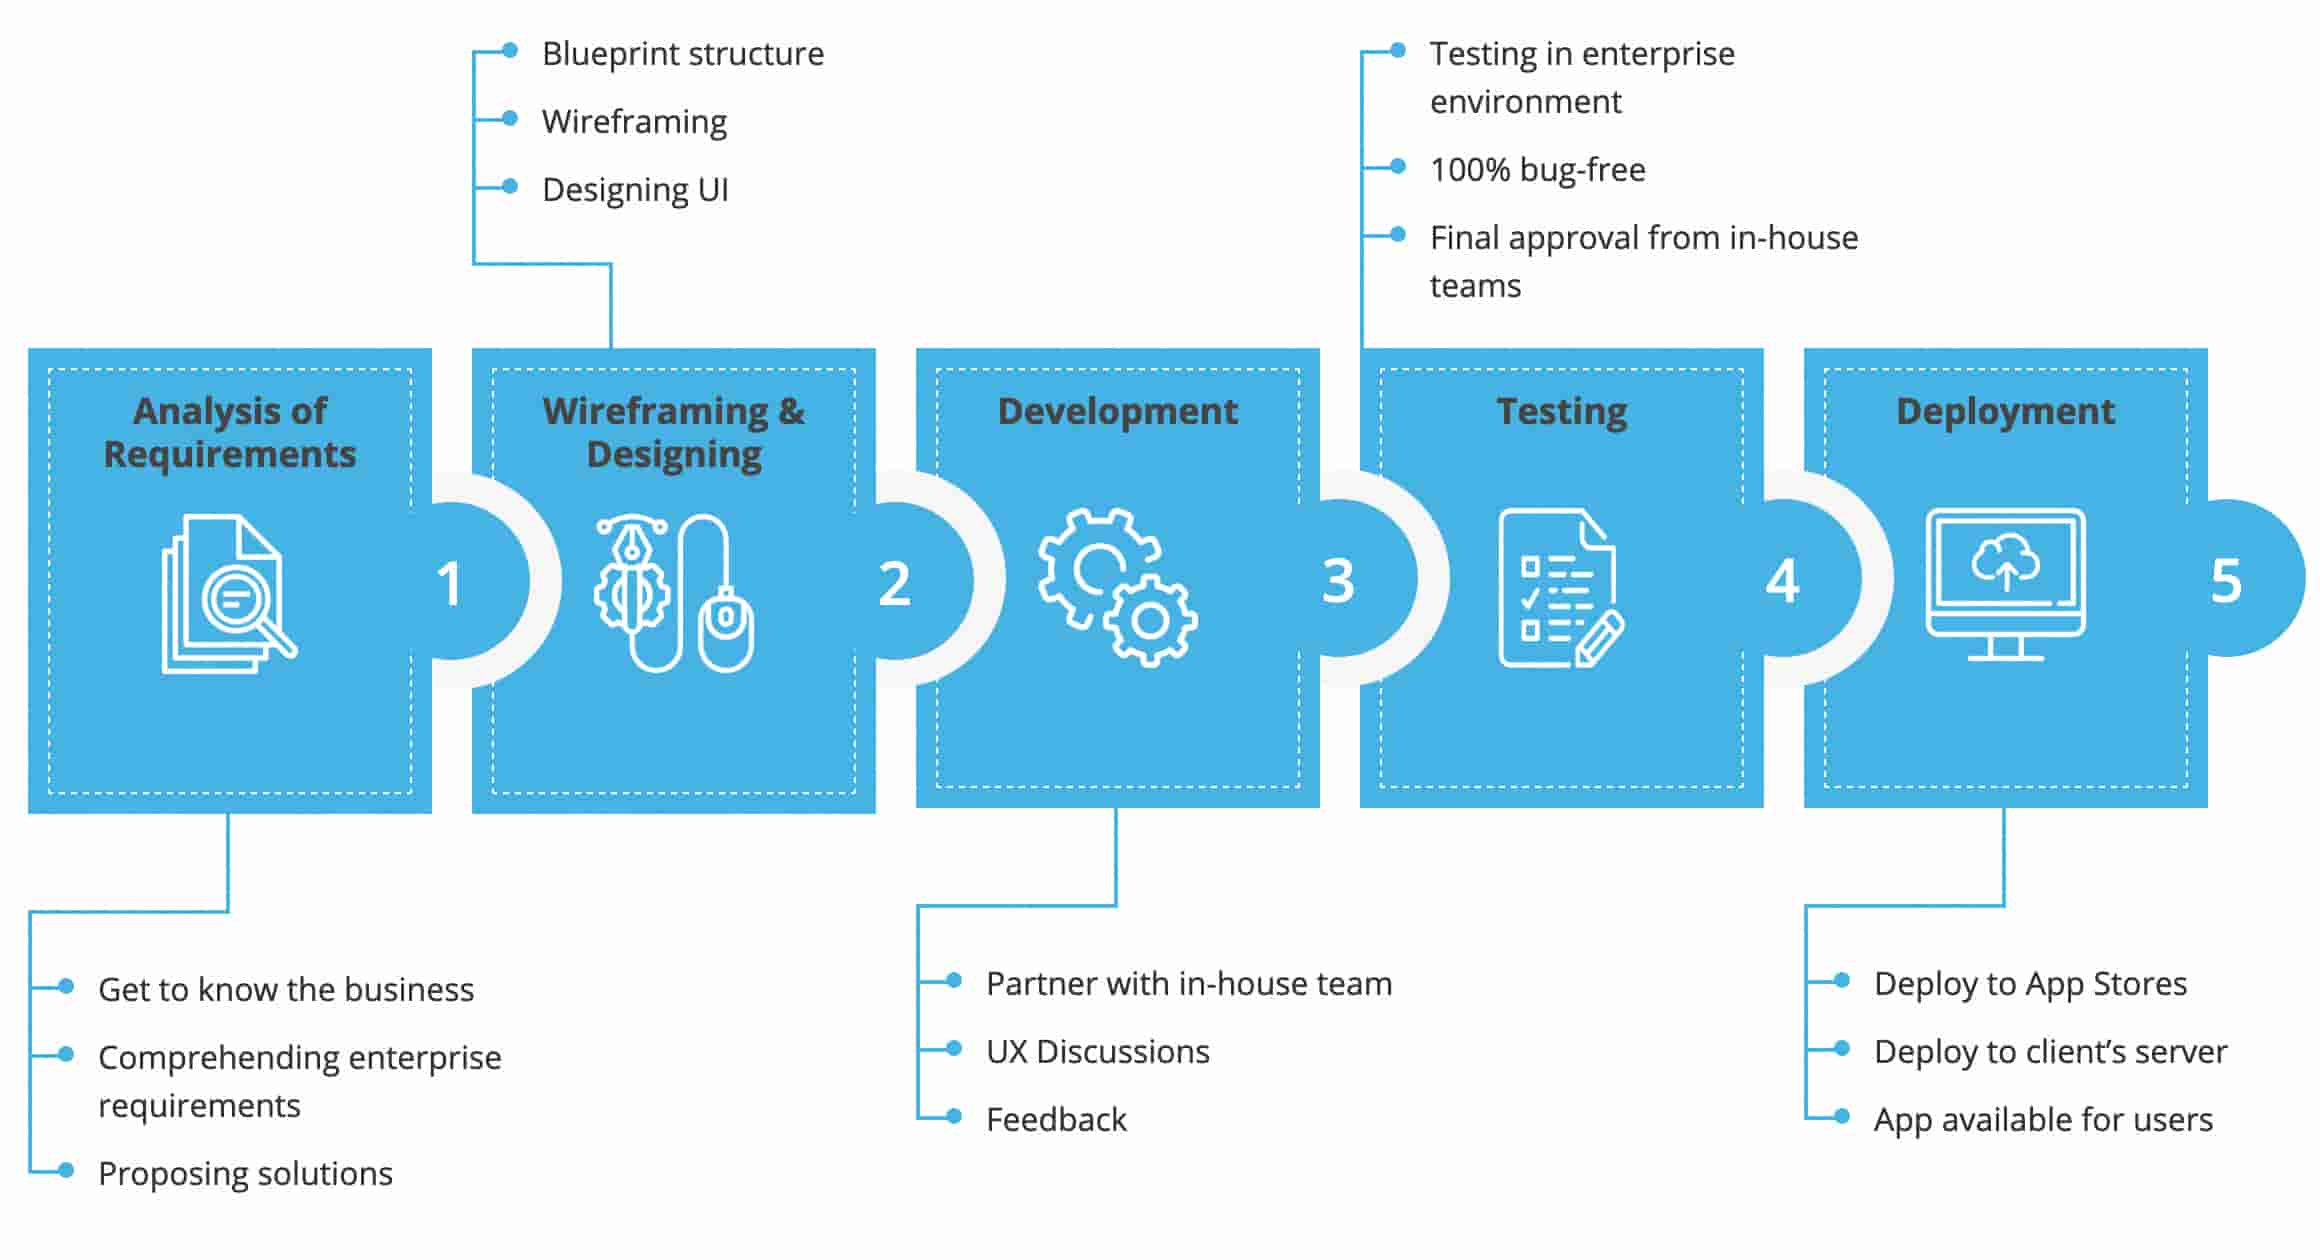 Blueprint structure
Wireframing
Designing UI
Testing in enterprise
environment
100% bug-free
Final approval from in-house
teams
Analysis of
Requirements
1
Wireframing &
Designing
2
Development
3
Testing
4
Deployment
5
Get to know the business
Comprehending enterprise
requirements
Proposing solutions
Partner with in-house team
UX Discussions
Feedback
Deploy to App Stores
Deploy to client’s server
App available for users